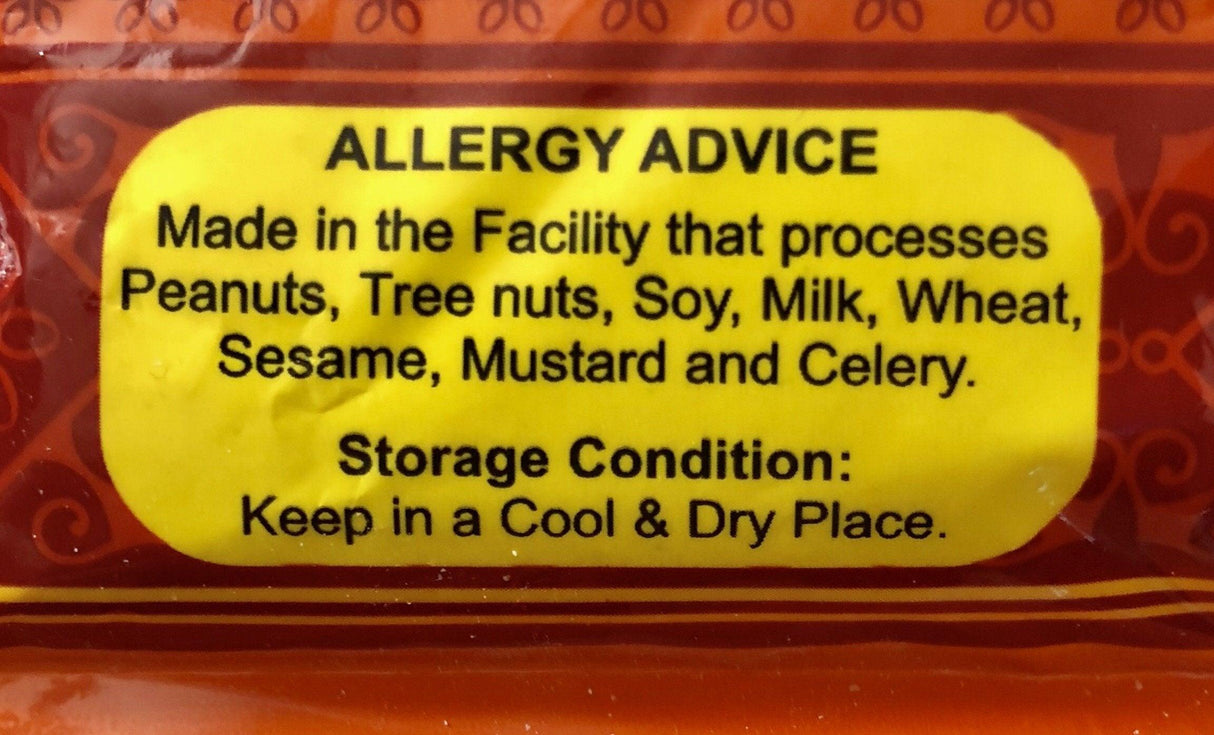 ALLERGY ADVICE
Made in the Facility that processes
Peanuts, Tree nuts, Soy, Milk, Wheat,
Sesame, Mustard and Celery.
Storage Condition:
Keep in a Cool & Dry Place.